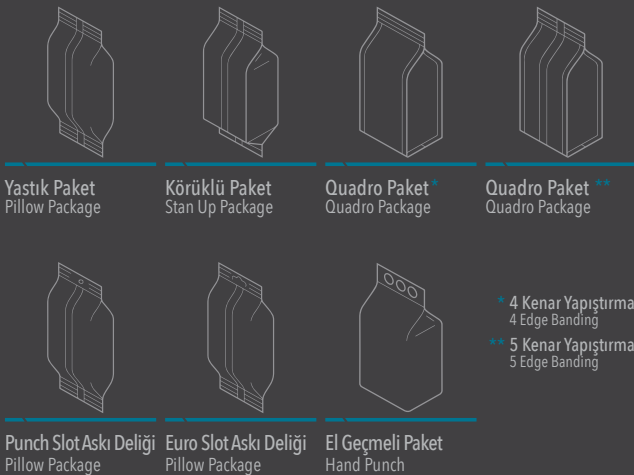 Yastık Paket
Pillow Package
Körüklü Paket
Stan Up Package
Quadro Paket*
Quadro Package
Quadro Paket **
Quadro Package
* 4 Kenar Yapıştırma
4 Edge Banding
** 5 Kenar Yapıştırma
5 Edge Banding
Punch Slot Askı Deliği
Pillow Package
Euro Slot Askı Deliği
Pillow Package
El Geçmeli Paket
Hand Punch